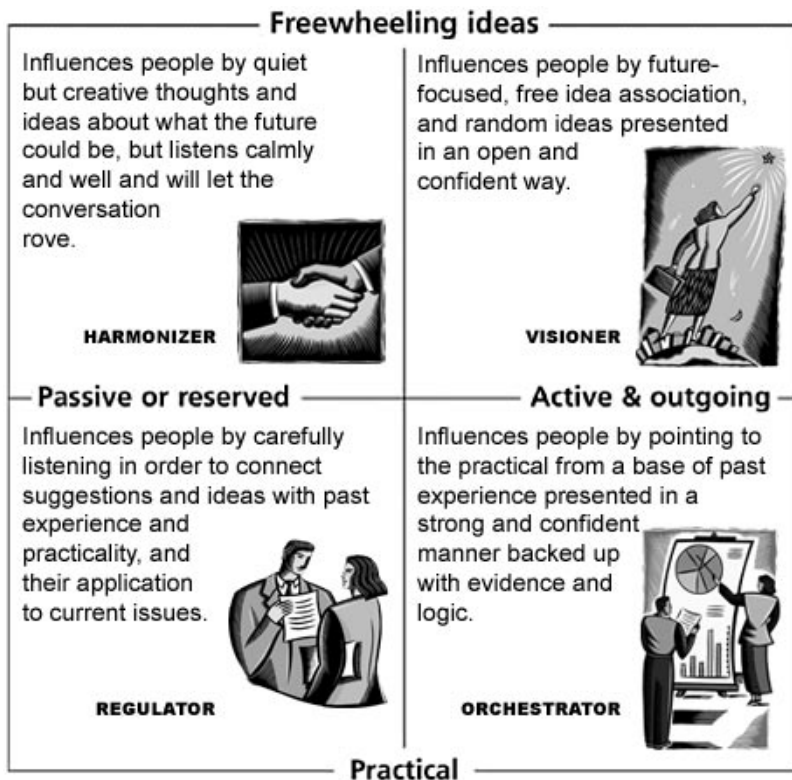 Freewheeling ideas
Influences people by quiet
but creative thoughts and
ideas about what the future
could be, but listens calmly
and well and will let the
conversation
rove.
HARMONIZER
Influences people by future-
focused, free idea association,
and random ideas presented
in an open and
confident way.
VISIONER
Passive or reserved
Active & outgoing
Influences people by carefully
listening in order to connect
suggestions and ideas with past
experience and
practicality, and
their application
to current issues.
REGULATOR
Influences people by pointing to
the practical from a base of past
experience presented in a
strong and confident
manner backed up
with evidence and
logic.
ORCHESTRATOR
Practical